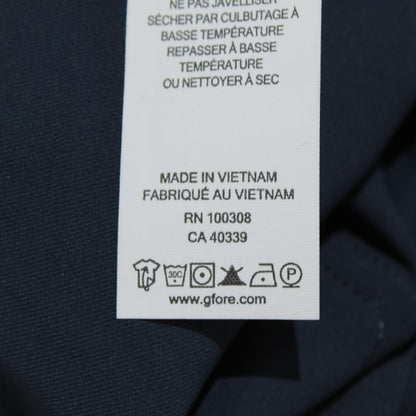 NE PAS JAVELLISER
SÉCHER PAR CULBUTAGE À
BASSE TEMPÉRATURE
REPASSER À BASSE
TEMPÉRATURE
OU NETTOYER À SEC
MADE IN VIETNAM
FABRIQUÉ AU VIETNAM
RN 100308
CA 40339
30C P
www.gfore.com